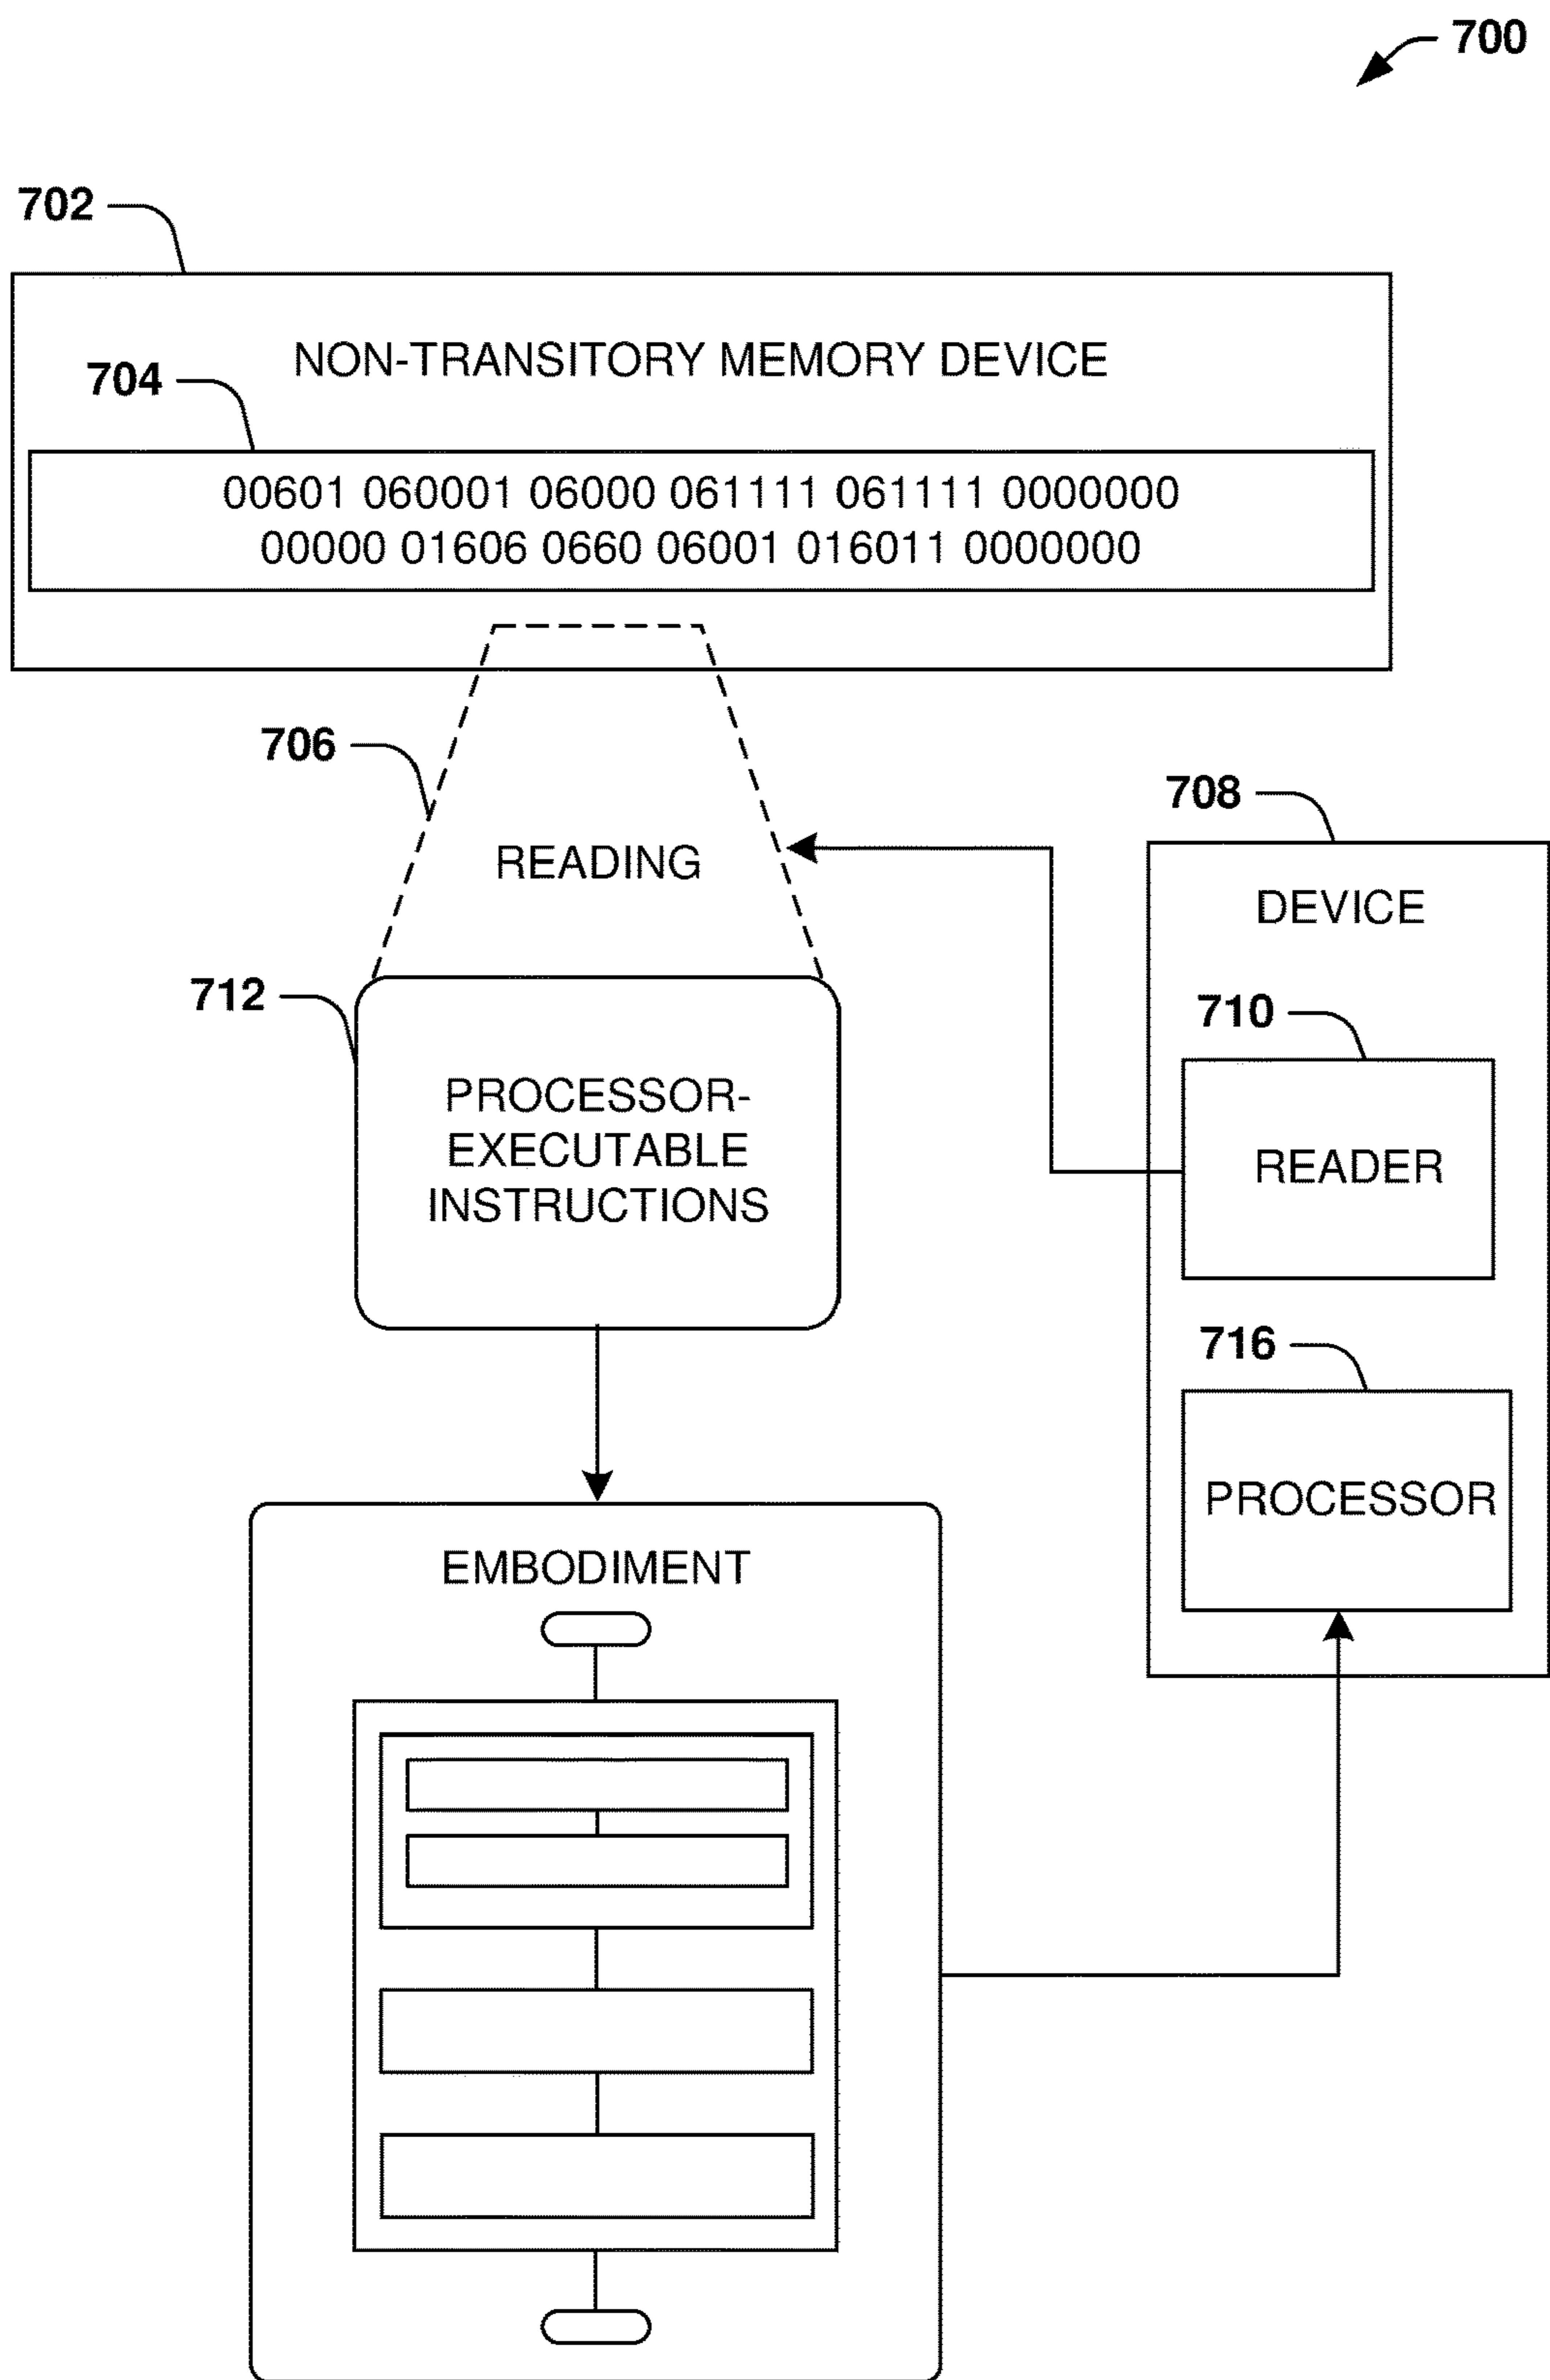 700
702
NON-TRANSITORY MEMORY DEVICE
704
00601 060001 06000 061111 061111 0000000
00000 01606 0660 06001 016011 0000000
706
READING
708
DEVICE
710
READER
712
PROCESSOR-
EXECUTABLE
INSTRUCTIONS
716
PROCESSOR
EMBODIMENT